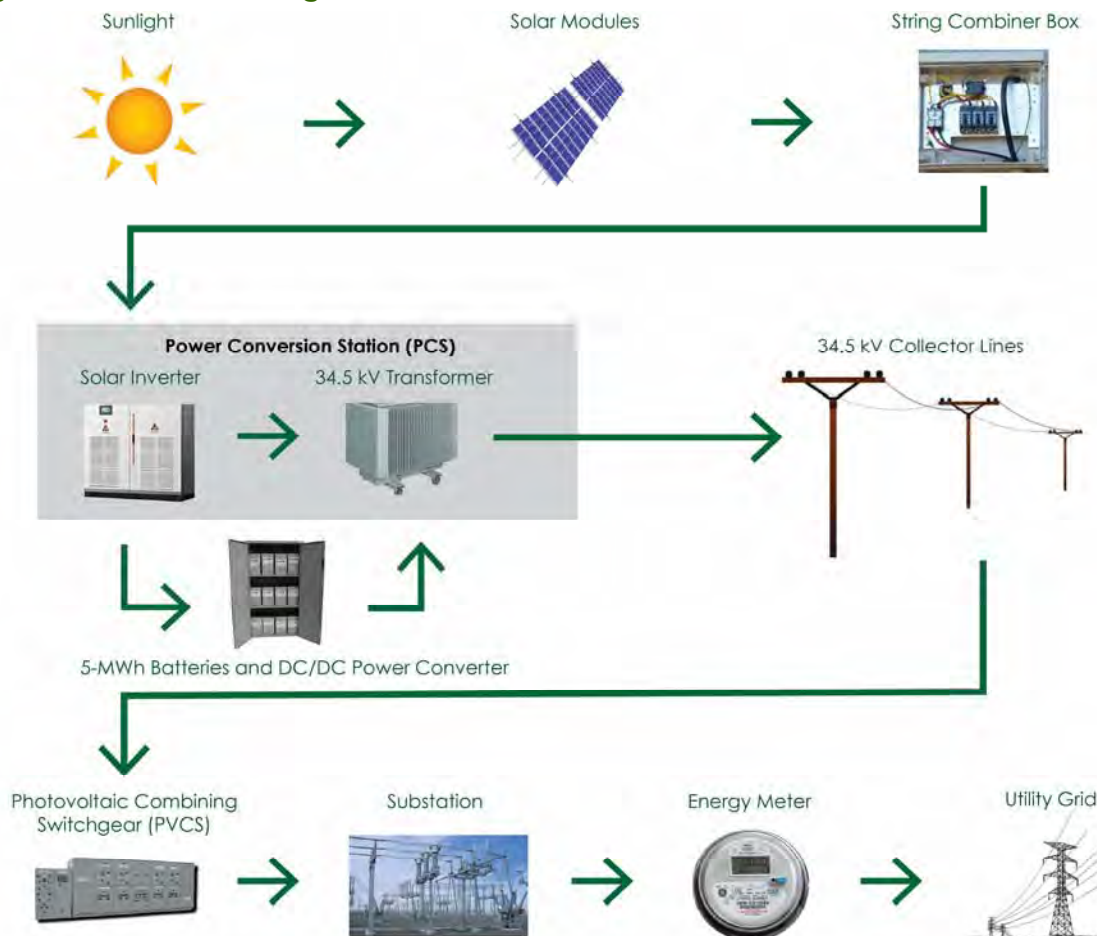 Sunlight
Solar Modules
String Combiner Box
Power Conversion Station (PCS)
Solar Inverter
34.5 kV Transformer
34.5 kV Collector Lines
5-MWh Batteries and DC/DC Power Converter
Photovoltaic Combining
Switchgear (PVCS)
Substation
Energy Meter
Utility Grid